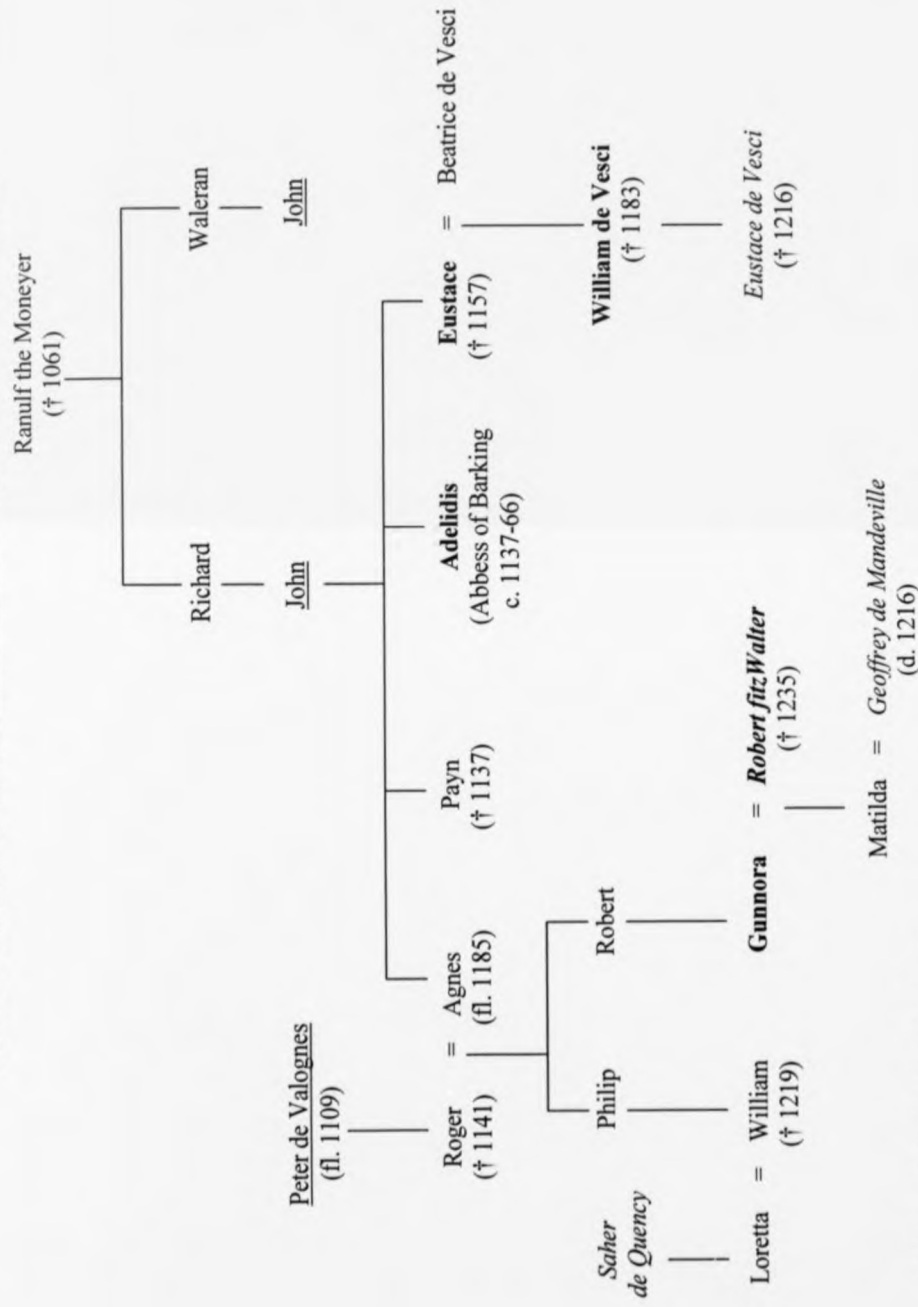 Ranulf the Moneyer
(† 1061)
Richard
Waleran
John
John
Peter de Valognes
(fl. 1109)
Roger
(† 1141)
=
Agnes
(fl. 1185)
Payn
(† 1137)
Adelidis
(Abbess of Barking
c. 1137-66)
Eustace
(† 1157)
=
Beatrice de Vesci
Saher
de Quency
Philip
Robert
William de Vesci
(† 1183)
Loretta
=
William
(† 1219)
Gunnora
=
Robert fitzWalter
(† 1235)
Eustace de Vesci
(† 1216)
Matilda
=
Geoffrey de Mandeville
(d. 1216)